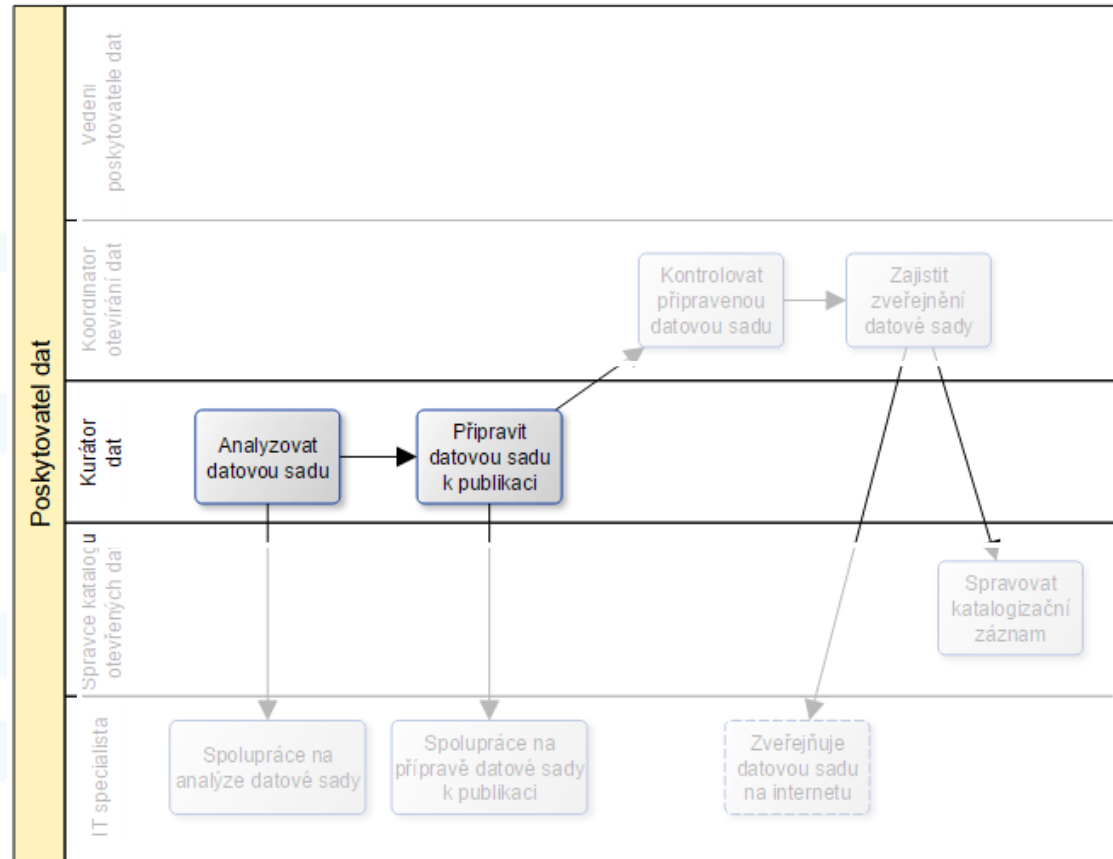 Poskytovatel dat
Vedení
poskytovatele dat
Koordinátor
otevírání dat
Kontrolovat
připravenou
datovou sadu
Zajistit
zveřejnění
datové sady
Kurátor
dat
Analyzovat
datovou sadu
Připravit
datovou sadu
k publikaci
Správce katalogu
otevřených dat
Spravovat
katalogizační
záznam
IT specialista
Spolupráce na
analýze datové sady
Spolupráce na
přípravě datové sady
k publikaci
Zveřejňuje
datovou sadu
na internetu